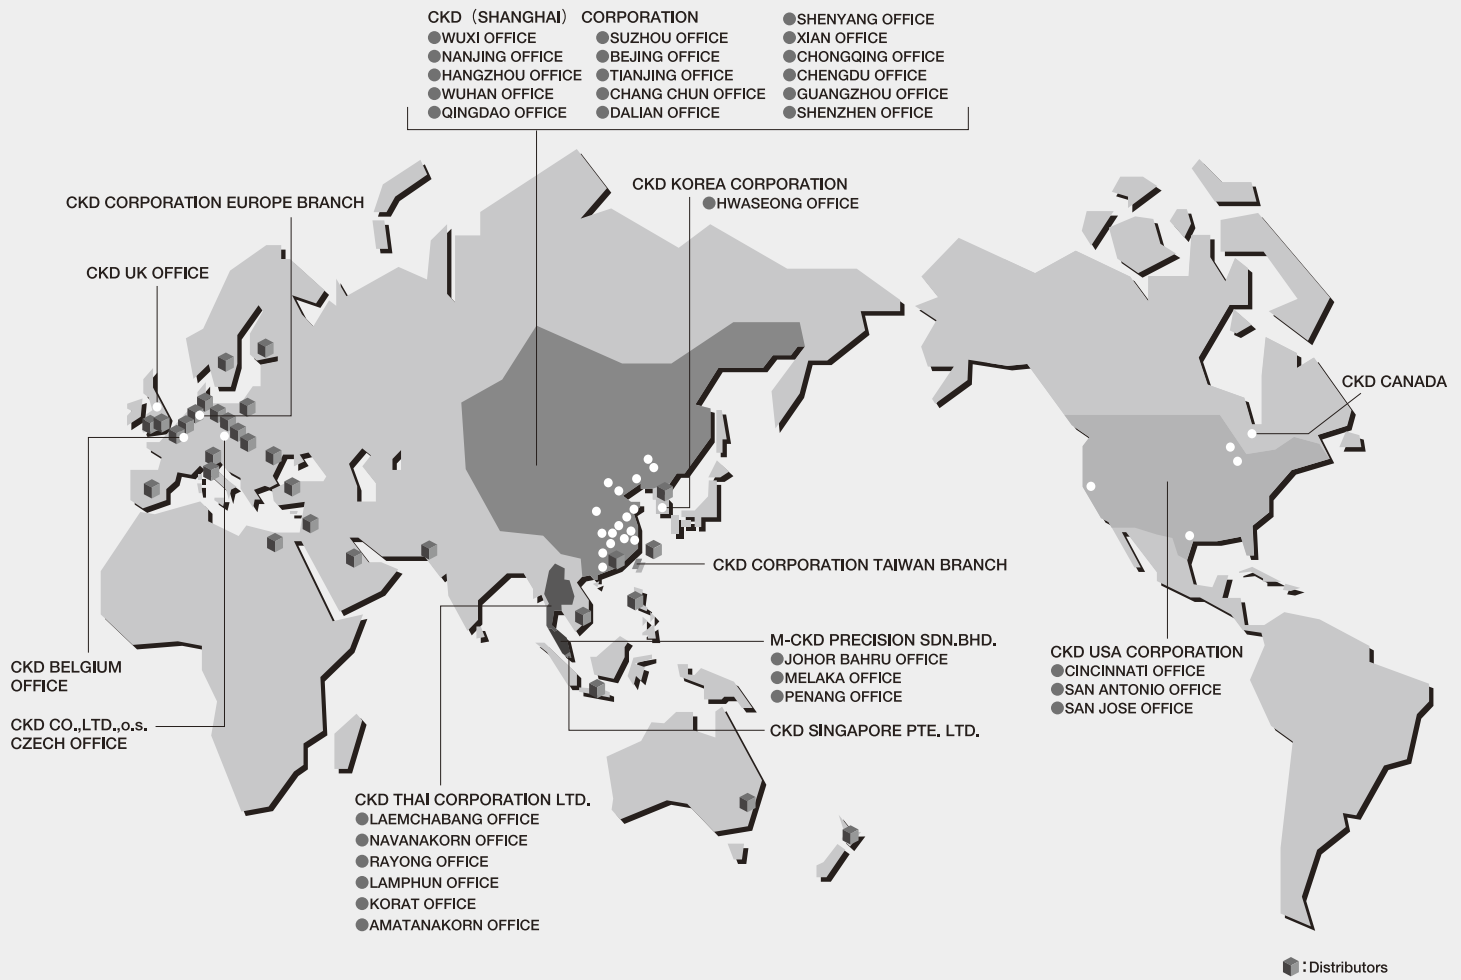 CKD（SHANGHAI） CORPORATION
●WUXI OFFICE
●NANJING OFFICE
●HANGZHOU OFFICE
●WUHAN OFFICE
●QINGDAO OFFICE
●SUZHOU OFFICE
●BEJING OFFICE
●TIANJING OFFICE
●CHANG CHUN OFFICE
●DALIAN OFFICE
●SHENYANG OFFICE
●XIAN OFFICE
●CHONGQING OFFICE
●CHENGDU OFFICE
●GUANGZHOU OFFICE
●SHENZHEN OFFICE
CKD KOREA CORPORATION
●HWASEONG OFFICE
CKD CORPORATION EUROPE BRANCH
CKD UK OFFICE
CKD CANADA
CKD CORPORATION TAIWAN BRANCH
M-CKD PRECISION SDN.BHD.
●JOHOR BAHRU OFFICE
●MELAKA OFFICE
●PENANG OFFICE
CKD SINGAPORE PTE. LTD.
CKD USA CORPORATION
●CINCINNATI OFFICE
●SAN ANTONIO OFFICE
●SAN JOSE OFFICE
CKD BELGIUM
OFFICE
CKD CO.,LTD.,o.s.
CZECH OFFICE
CKD THAI CORPORATION LTD.
●LAEMCHABANG OFFICE
●NAVANAKORN OFFICE
●RAYONG OFFICE
●LAMPHUN OFFICE
●KORAT OFFICE
●AMATANAKORN OFFICE
: Distributors